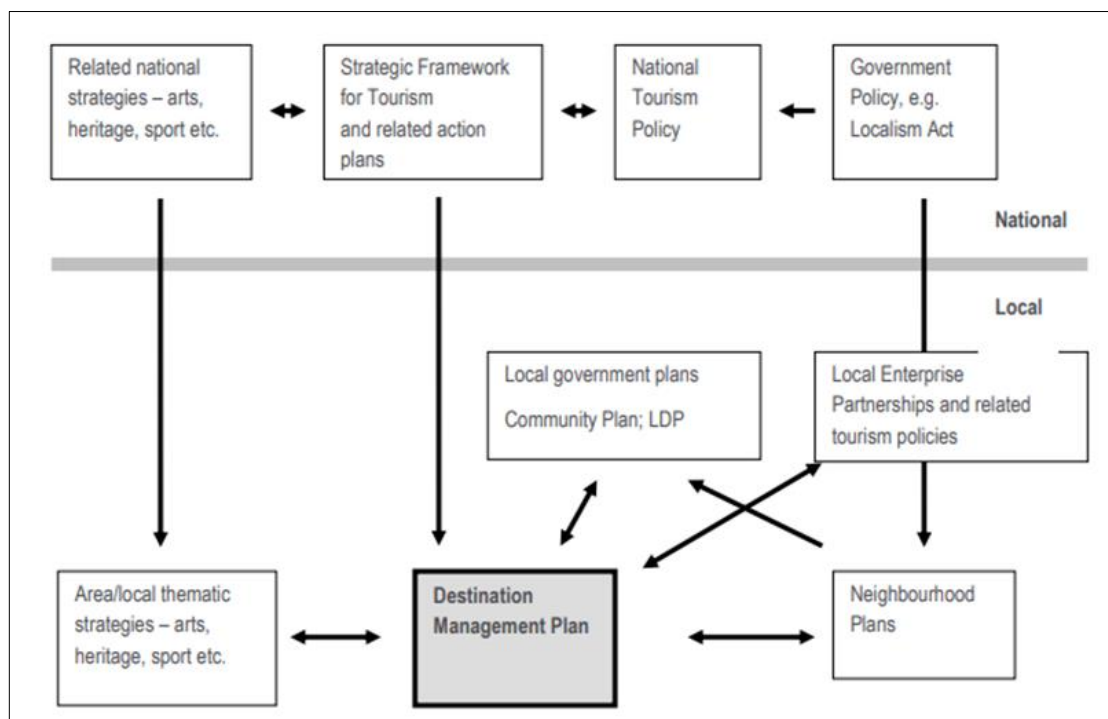 Related national
strategies – arts,
heritage, sport etc.
Strategic Framework
for Tourism
and related action
plans
National
Tourism
Policy
Government
Policy, e.g.
Localism Act
National
Local
Local government plans
Community Plan; LDP
Local Enterprise
Partnerships and related
tourism policies
Area/local thematic
strategies – arts,
heritage, sport etc.
Destination
Management Plan
Neighbourhood
Plans